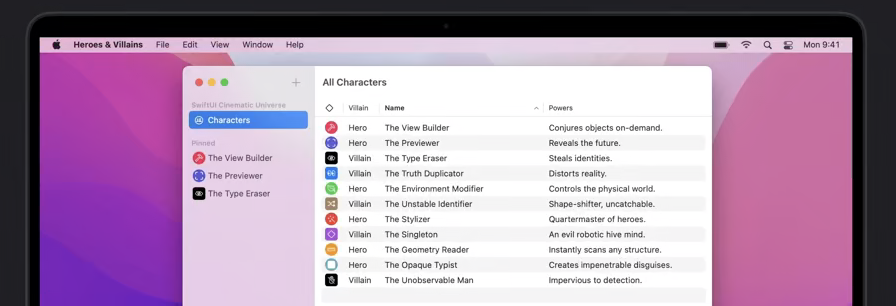 Heroes & Villains File Edit View Window Help Mon 9:41
All Characters
SwiftUI Cinematic Universe
Characters
Pinned
The View Builder
The Previewer
The Type Eraser
Villain Name Powers
Hero The View Builder Conjures objects on-demand.
Hero The Previewer Reveals the future.
Villain The Type Eraser Steals identities.
Villain The Truth Duplicator Distorts reality.
Hero The Environment Modifier Controls the physical world.
Villain The Unstable Identifier Shape-shifter, uncatchable.
Hero The Stylizer Quartermaster of heroes.
Villain The Singleton An evil robotic hive mind.
Hero The Geometry Reader Instantly scans any structure.
Hero The Opaque Typist Creates impenetrable disguises.
Villain The Unobservable Man Impervious to detection.